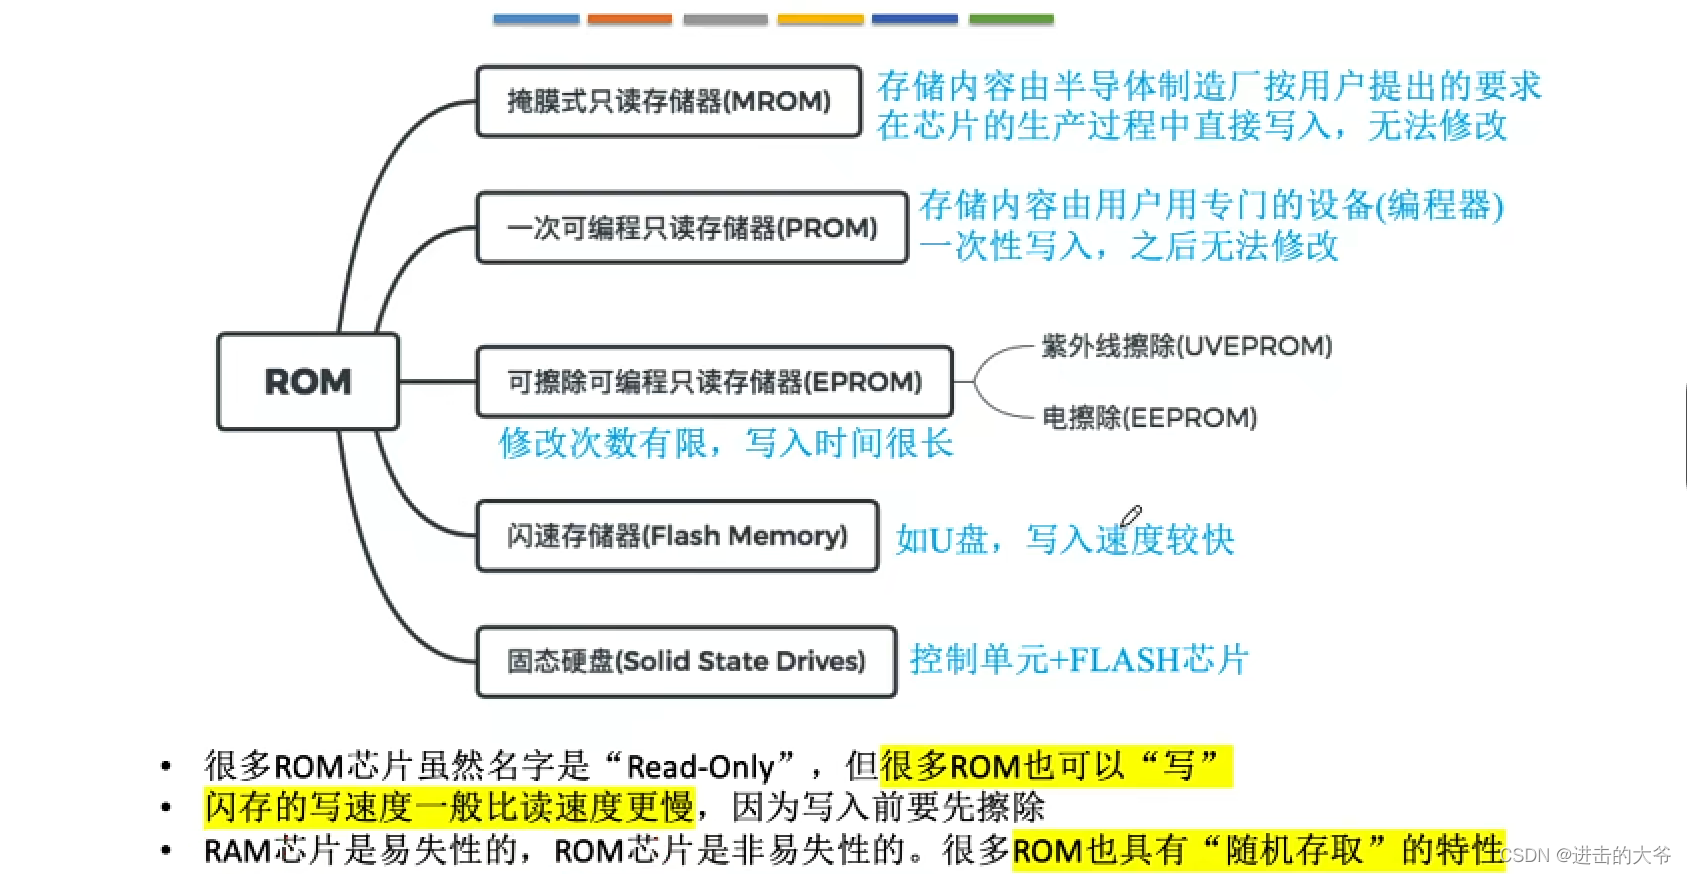 掩膜式只读存储器(MROM)
存储内容由半导体制造厂按用户提出的要求
在芯片的生产过程中直接写入，无法修改
一次可编程只读存储器(PROM)
存储内容由用户用专门的设备(编程器)
一次性写入，之后无法修改
ROM
可擦除可编程只读存储器(EPROM)
紫外线擦除(UVEPROM)
电擦除(EEPROM)
修改次数有限，写入时间很长
闪速存储器(Flash Memory)
如U盘，写入速度较快
固态硬盘(Solid State Drives)
控制单元+FLASH芯片
• 很多ROM芯片虽然名字是“Read-Only”，但很多ROM也可以“写”
• 闪存的写速度一般比读速度更慢，因为写入前要先擦除
• RAM芯片是易失性的，ROM芯片是非易失性的。很多ROM也具有“随机存取”的特性
CSDN @进击的大爷